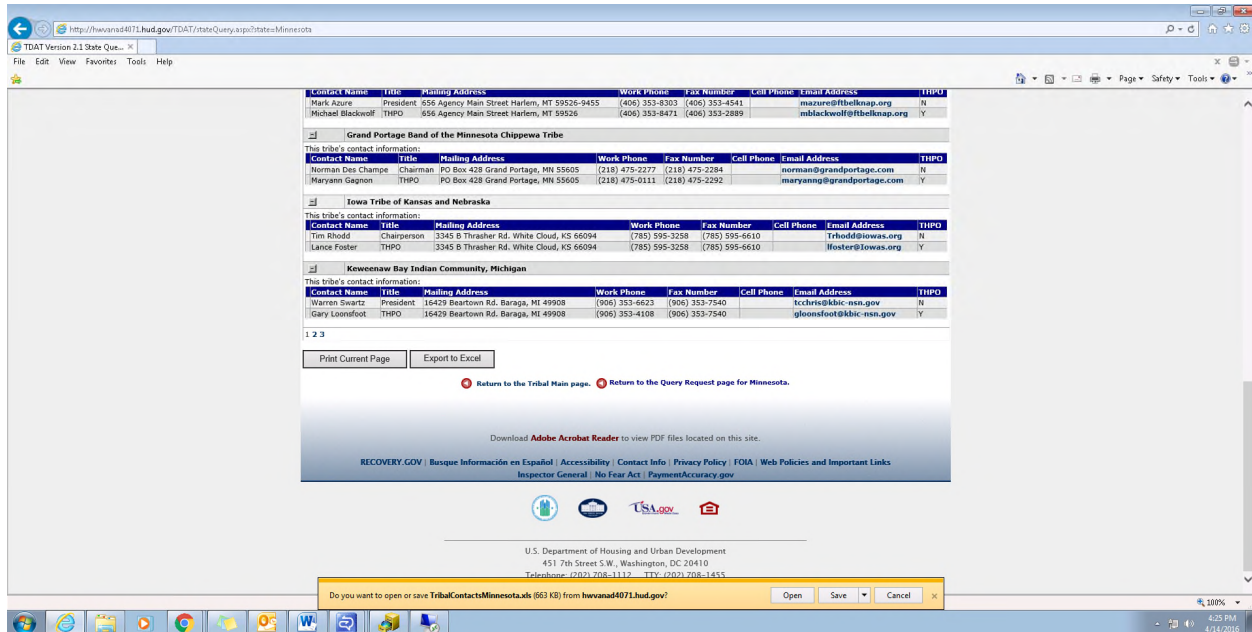 http://hwvanad4071.hud.gov/TDAT/stateQuery.aspx?state=Minnesota
TDAT Version 2.1 State Que...
File Edit View Favorites Tools Help
Page Safety Tools
Contact Name Title Mailing Address Work Phone Fax Number Cell Phone Email Address THPO
Mark Azure President 656 Agency Main Street Harlem, MT 59526-9455 (406) 353-8303 (406) 353-4541 mazure@ftbelknap.org N
Michael Blackwolf THPO 656 Agency Main Street Harlem, MT 59526 (406) 353-8471 (406) 353-2889 mblackwolf@ftbelknap.org Y
Grand Portage Band of the Minnesota Chippewa Tribe
This tribe's contact information:
Contact Name Title Mailing Address Work Phone Fax Number Cell Phone Email Address THPO
Norman Des Champe Chairman PO Box 428 Grand Portage, MN 55605 (218) 475-2277 (218) 475-2284 norman@grandportage.com N
Maryann Gagnon THPO PO Box 428 Grand Portage, MN 55605 (218) 475-0111 (218) 475-2292 maryanng@grandportage.com Y
Iowa Tribe of Kansas and Nebraska
This tribe's contact information:
Contact Name Title Mailing Address Work Phone Fax Number Cell Phone Email Address THPO
Tim Rhodd Chairperson 3345 B Thrasher Rd. White Cloud, KS 66094 (785) 595-3258 (785) 595-6610 Trhodd@iowas.org N
Lance Foster THPO 3345 B Thrasher Rd. White Cloud, KS 66094 (785) 595-3258 (785) 595-6610 lfoster@Iowas.org Y
Keweenaw Bay Indian Community, Michigan
This tribe's contact information:
Contact Name Title Mailing Address Work Phone Fax Number Cell Phone Email Address THPO
Warren Swartz President 16429 Beartown Rd. Baraga, MI 49908 (906) 353-6623 (906) 353-7540 tcchris@kbic-nsn.gov N
Gary Loonsfoot THPO 16429 Beartown Rd. Baraga, MI 49908 (906) 353-4108 (906) 353-7540 gloonsfoot@kbic-nsn.gov Y
1 2 3
Print Current Page Export to Excel
Return to the Tribal Main page. Return to the Query Request page for Minnesota.
Download Adobe Acrobat Reader to view PDF files located on this site.
RECOVERY.GOV | Busque Información en Español | Accessibility | Contact Info | Privacy Policy | FOIA | Web Policies and Important Links
Inspector General | No Fear Act | PaymentAccuracy.gov
USA.gov
U.S. Department of Housing and Urban Development
451 7th Street S.W., Washington, DC 20410
Telephone: (202) 708-1112 TTY: (202) 708-1455
Do you want to open or save TribalContactsMinnesota.xls (663 KB) from hwvanad4071.hud.gov? Open Save Cancel
100%
4:25 PM
4/14/2016